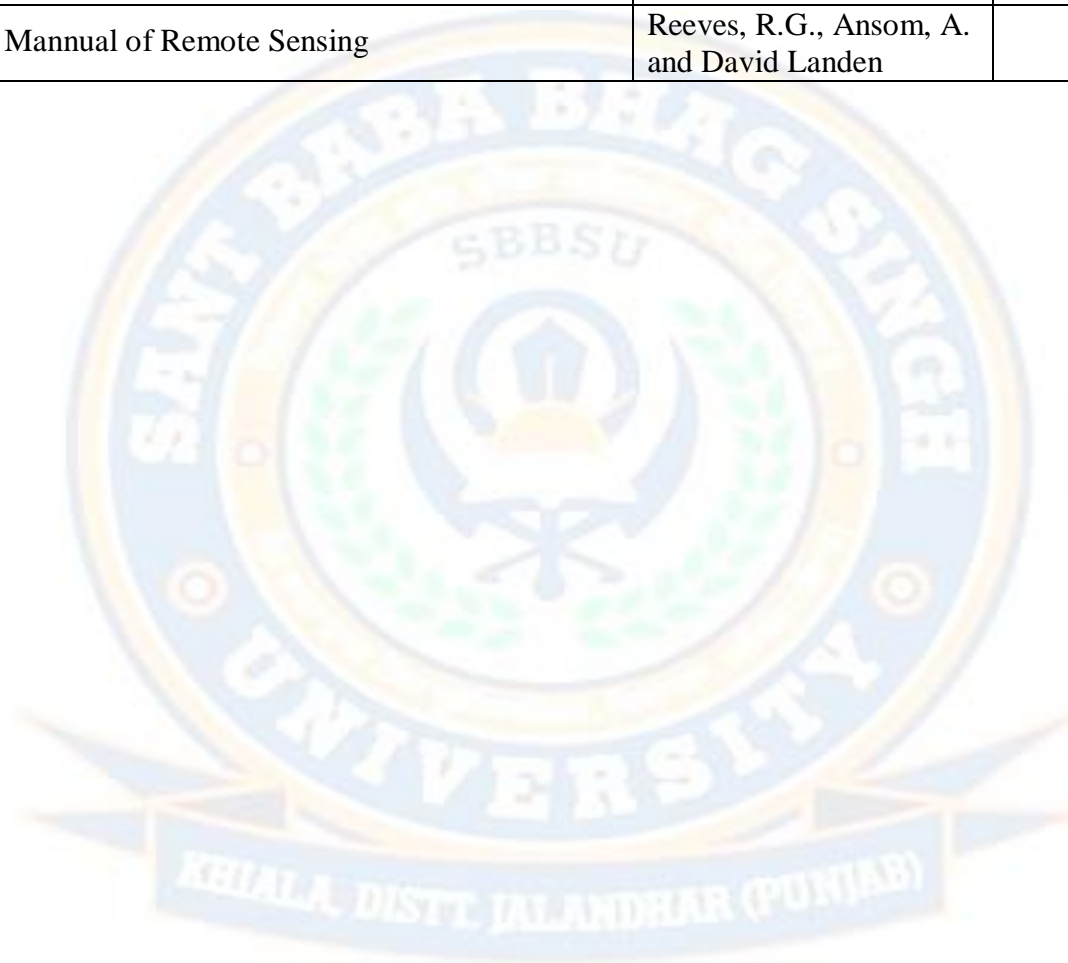 Mannual of Remote Sensing
Reeves, R.G., Ansom, A.
and David Landen
SANT BABA BHAG SINGH
SBBSU
UNIVERSITY
KHIALA, DISTT. JALANDHAR (PUNJAB)